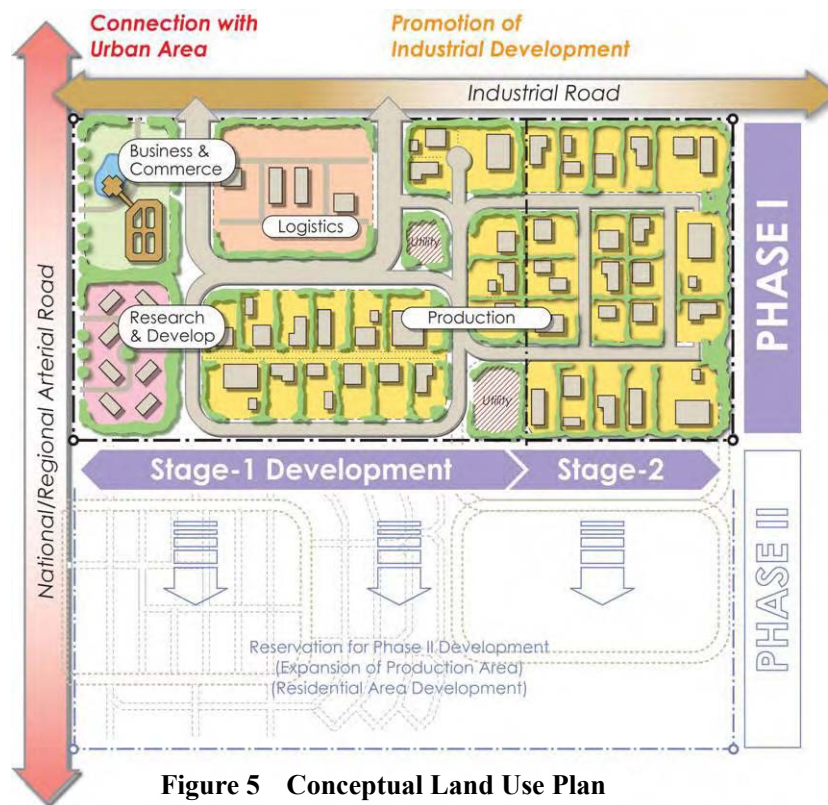 Connection with
Urban Area
Promotion of
Industrial Development
Industrial Road
National/Regional Arterial Road
Business &
Commerce
Logistics
Utility
Research
& Develop
Production
Utility
PHASE I
Stage-1 Development
Stage-2
PHASE II
Reservation for Phase II Development
(Expansion of Production Area)
(Residential Area Development)
Figure 5 Conceptual Land Use Plan